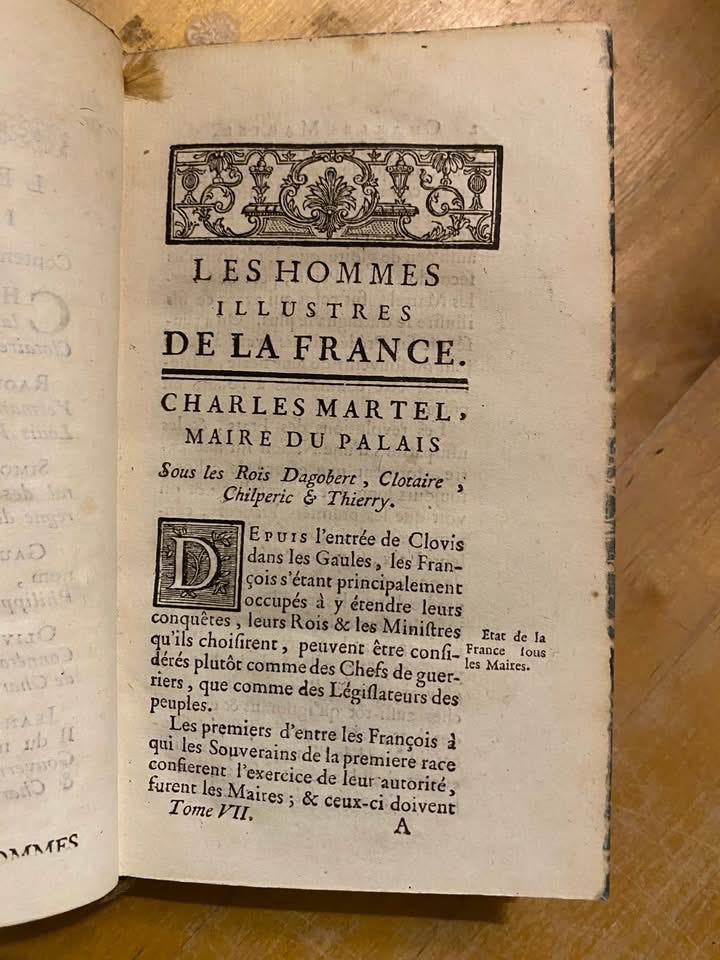 LES HOMMES
ILLUSTRES
DE LA FRANCE.
CHARLES MARTEL,
MAIRE DU PALAIS
Sous les Rois Dagobert, Clotaire,
Chilperic & Thierry.
DEPUIS l'entrée de Clovis
dans les Gaules, les Fran-
çois s'étant principalement
occupés à y étendre leurs
conquêtes, leurs Rois & les Miniſtres
qu'ils choiſirent, peuvent être conſi-
dérés plutôt comme des Chefs de guer-
riers, que comme des Légiſlateurs des
peuples.
Etat de la
France ſous
les Maires.
Les premiers d'entre les François à
qui les Souverains de la premiere race
confierent l'exercice de leur autorité,
furent les Maires; & ceux-ci doivent
Tome VII.
A
OMMES